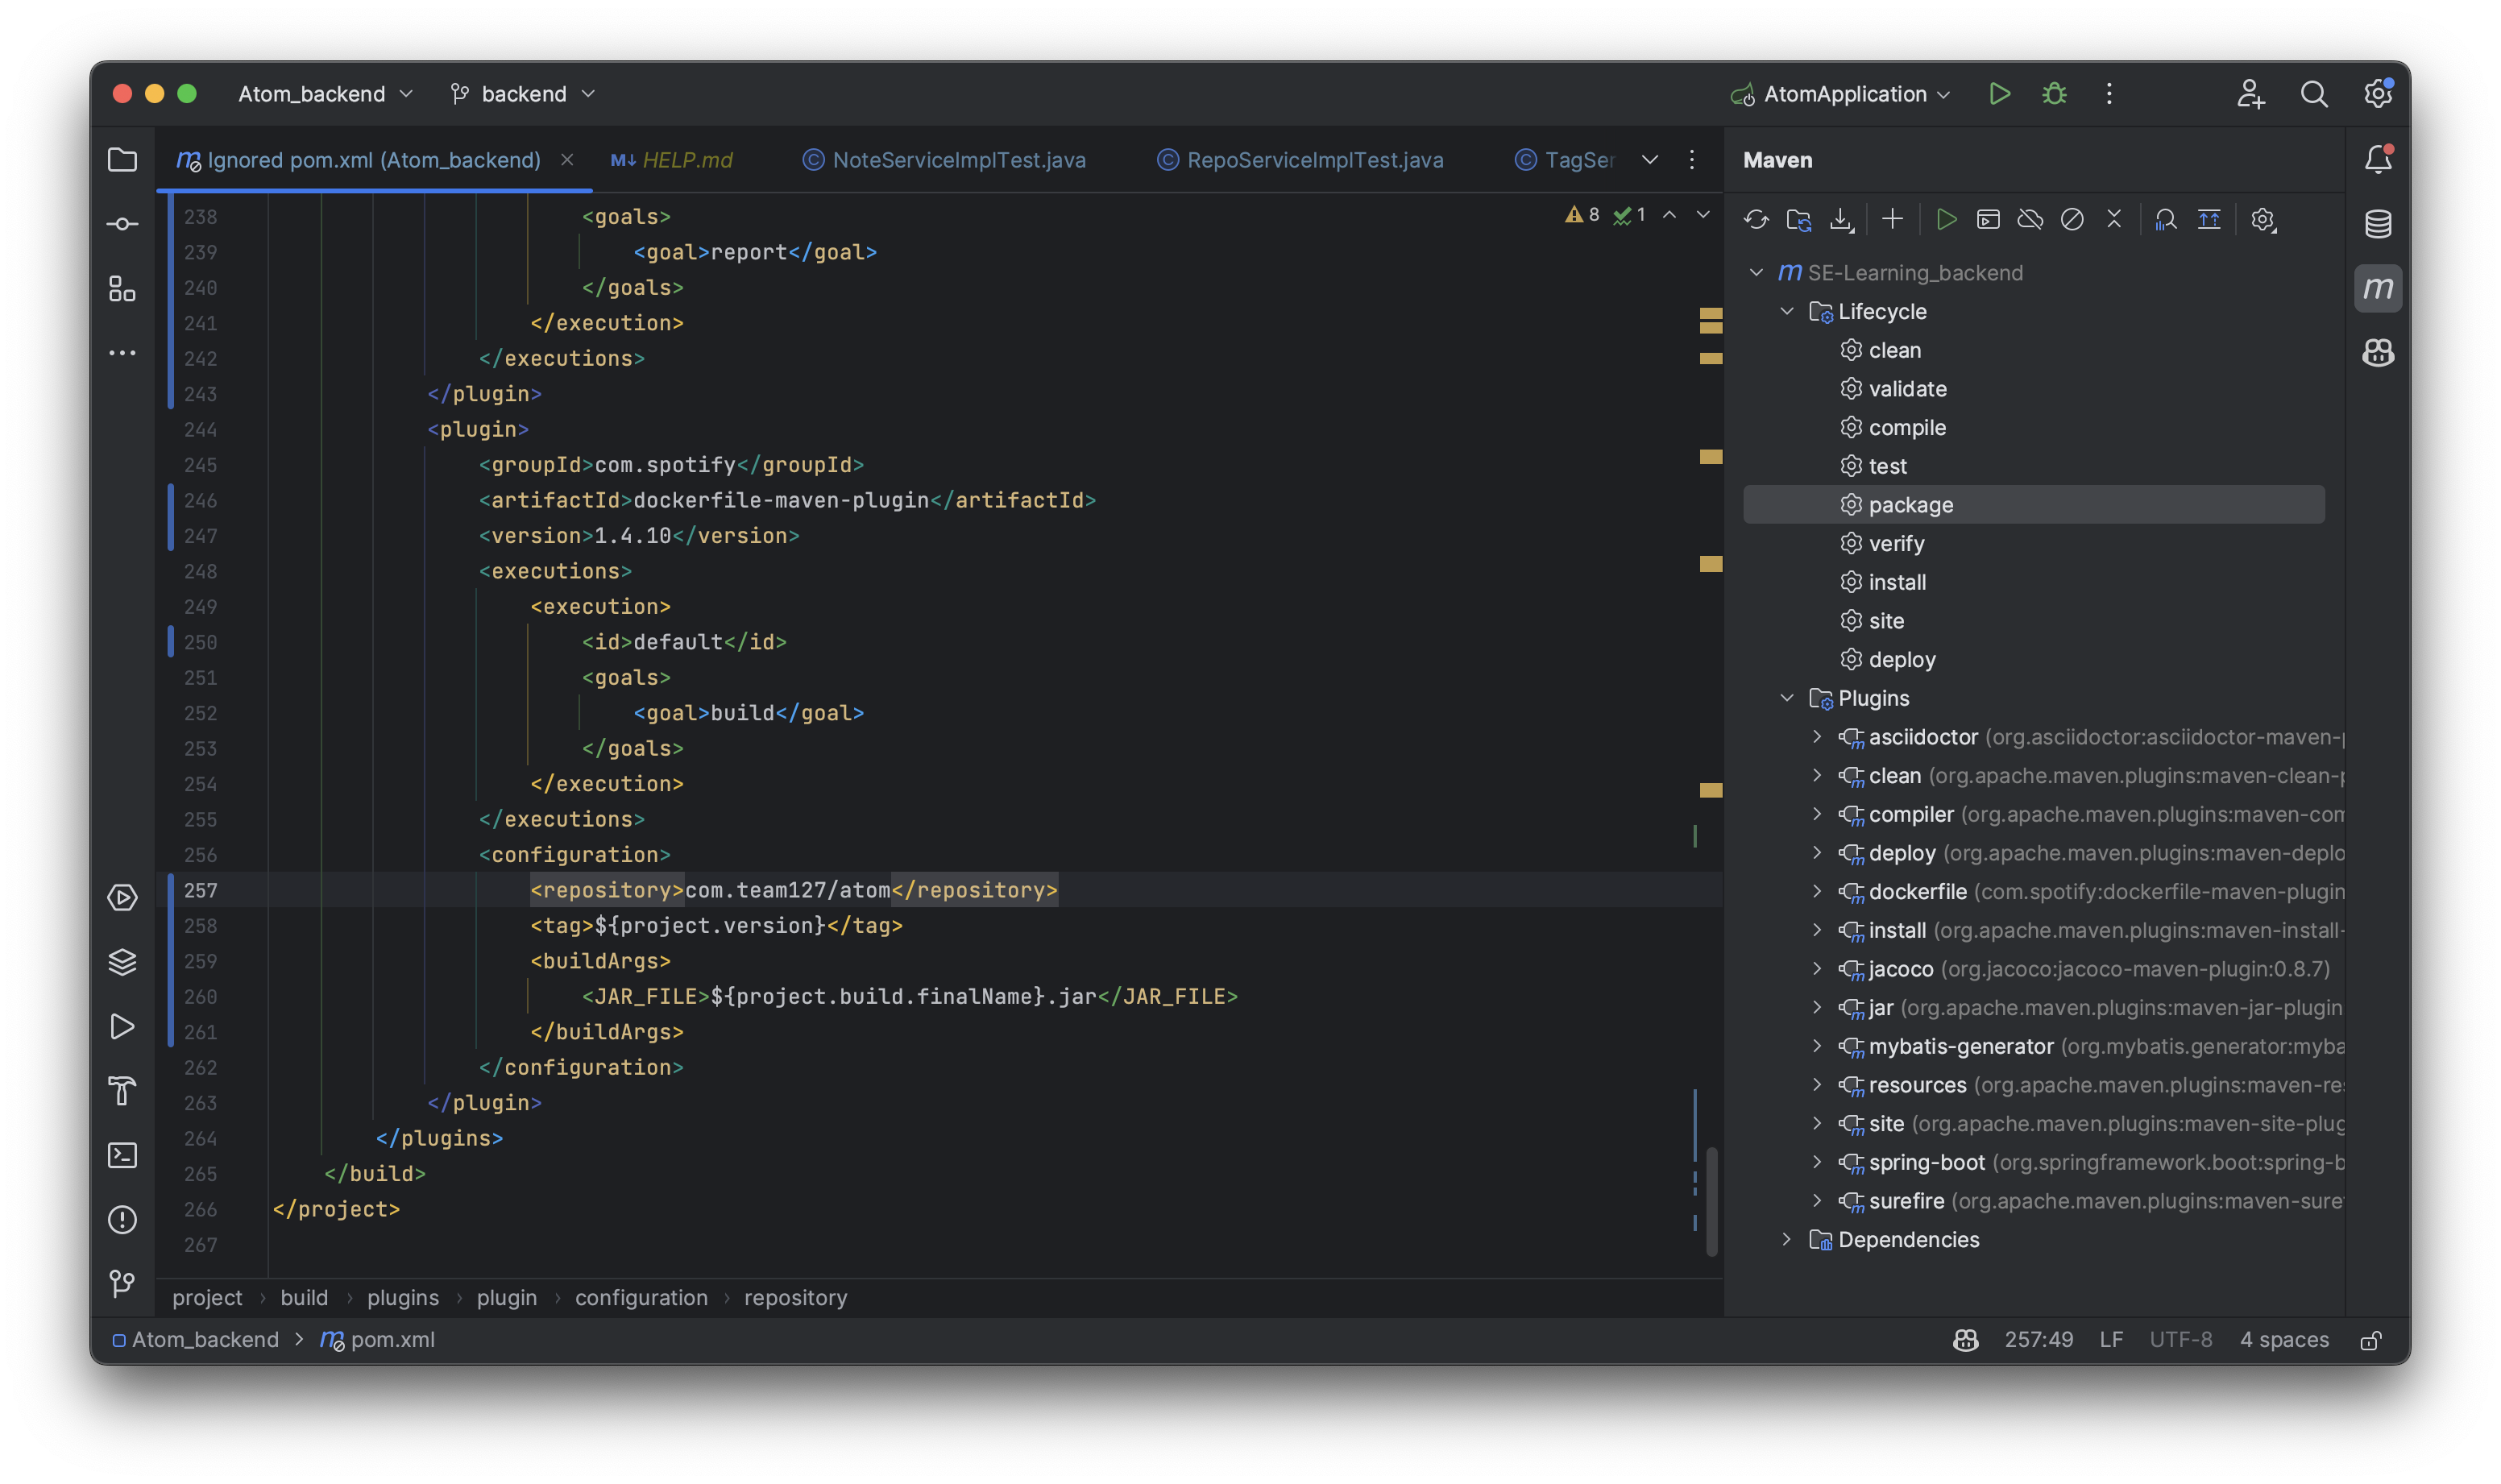 Atom_backend
backend
AtomApplication
Ignored pom.xml (Atom_backend)
HELP.md
NoteServiceImplTest.java
RepoServiceImplTest.java
TagSer
Maven
8
1
238 <goals>
239 <goal>report</goal>
240 </goals>
241 </execution>
242 </executions>
243 </plugin>
244 <plugin>
245 <groupId>com.spotify</groupId>
246 <artifactId>dockerfile-maven-plugin</artifactId>
247 <version>1.4.10</version>
248 <executions>
249 <execution>
250 <id>default</id>
251 <goals>
252 <goal>build</goal>
253 </goals>
254 </execution>
255 </executions>
256 <configuration>
257 <repository>com.team127/atom</repository>
258 <tag>${project.version}</tag>
259 <buildArgs>
260 <JAR_FILE>${project.build.finalName}.jar</JAR_FILE>
261 </buildArgs>
262 </configuration>
263 </plugin>
264 </plugins>
265 </build>
266 </project>
267
SE-Learning_backend
Lifecycle
clean
validate
compile
test
package
verify
install
site
deploy
Plugins
asciidoctor (org.asciidoctor:asciidoctor-maven-p
clean (org.apache.maven.plugins:maven-clean-p
compiler (org.apache.maven.plugins:maven-com
deploy (org.apache.maven.plugins:maven-deplo
dockerfile (com.spotify:dockerfile-maven-plugin
install (org.apache.maven.plugins:maven-install-
jacoco (org.jacoco:jacoco-maven-plugin:0.8.7)
jar (org.apache.maven.plugins:maven-jar-plugin
mybatis-generator (org.mybatis.generator:myba
resources (org.apache.maven.plugins:maven-res
site (org.apache.maven.plugins:maven-site-plug
spring-boot (org.springframework.boot:spring-b
surefire (org.apache.maven.plugins:maven-sure
Dependencies
project > build > plugins > plugin > configuration > repository
Atom_backend > pom.xml
257:49 LF UTF-8 4 spaces